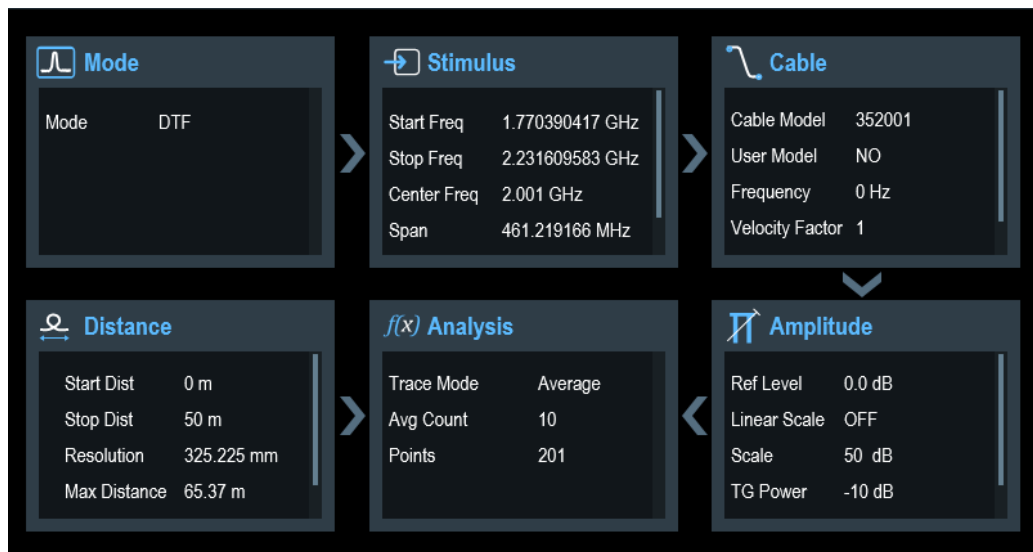 Mode
Mode DTF
Stimulus
Start Freq 1.770390417 GHz
Stop Freq 2.231609583 GHz
Center Freq 2.001 GHz
Span 461.219166 MHz
Cable
Cable Model 352001
User Model NO
Frequency 0 Hz
Velocity Factor 1
Distance
Start Dist 0 m
Stop Dist 50 m
Resolution 325.225 mm
Max Distance 65.37 m
f(x) Analysis
Trace Mode Average
Avg Count 10
Points 201
Amplitude
Ref Level 0.0 dB
Linear Scale OFF
Scale 50 dB
TG Power -10 dB